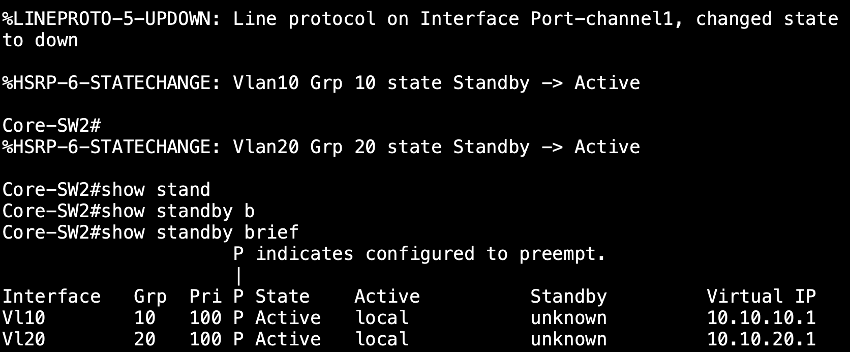 %LINEPROTO-5-UPDOWN: Line protocol on Interface Port-channel1, changed state
to down
%HSRP-6-STATECHANGE: Vlan10 Grp 10 state Standby -> Active
Core-SW2#
%HSRP-6-STATECHANGE: Vlan20 Grp 20 state Standby -> Active
Core-SW2#show stand
Core-SW2#show standby b
Core-SW2#show standby brief
P indicates configured to preempt.
|
Interface Grp Pri P State Active Standby Virtual IP
Vl10 10 100 P Active local unknown 10.10.10.1
Vl20 20 100 P Active local unknown 10.10.20.1